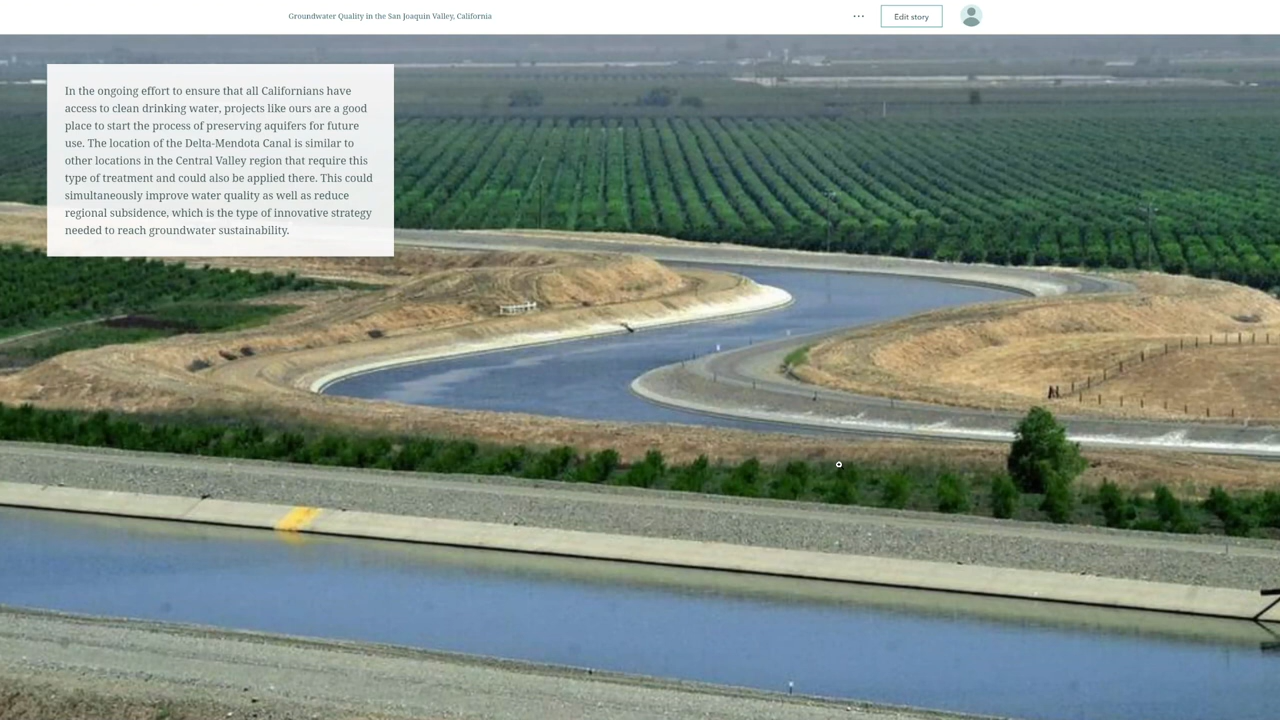 Groundwater Quality in the San Joaquin Valley, California
Edit story
In the ongoing effort to ensure that all Californians have
access to clean drinking water, projects like ours are a good
place to start the process of preserving aquifers for future
use. The location of the Delta-Mendota Canal is similar to
other locations in the Central Valley region that require this
type of treatment and could also be applied there. This could
simultaneously improve water quality as well as reduce
regional subsidence, which is the type of innovative strategy
needed to reach groundwater sustainability.